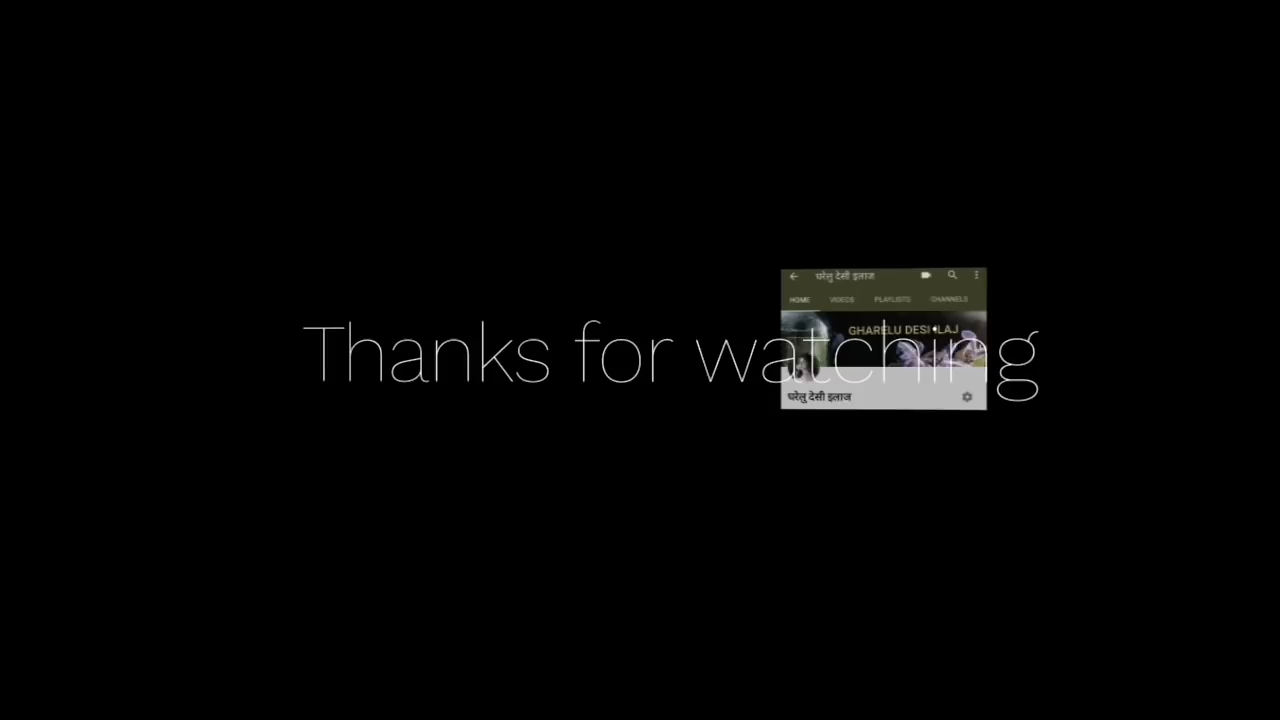 घरेलु देसी इलाज
HOME VIDEOS PLAYLISTS CHANNELS
GHARELU DESI ILAJ
Thanks for watching
घरेलु देसी इलाज